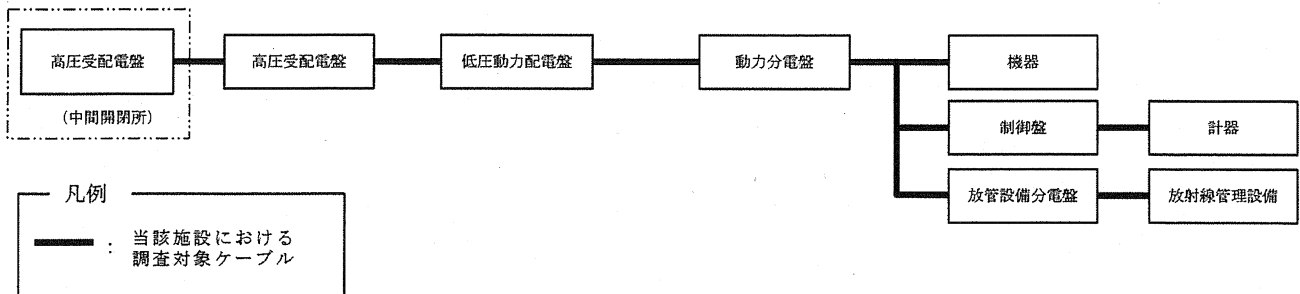 高圧受配電盤
(中間開閉所)
高圧受配電盤
低圧動力配電盤
動力分電盤
機器
制御盤
計器
放管設備分電盤
放射線管理設備
凡例
: 当該施設における
調査対象ケーブル